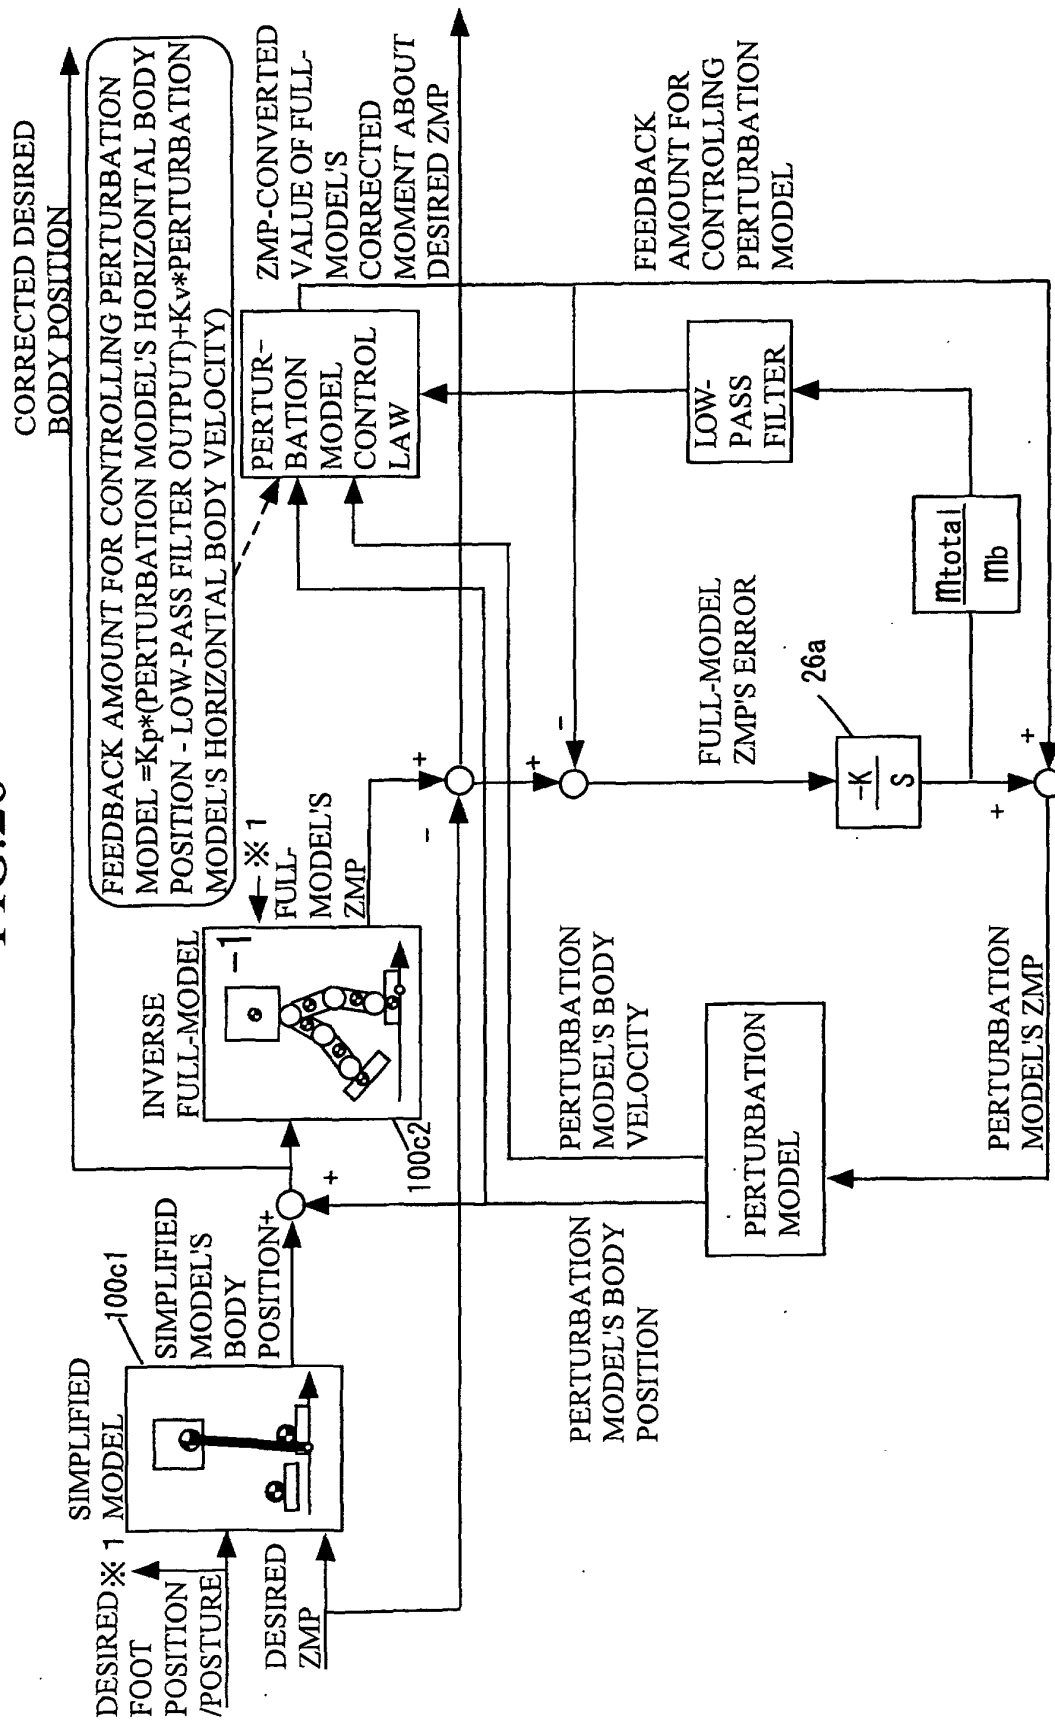 CORRECTED DESIRED
BODY POSITION
FEEDBACK AMOUNT FOR CONTROLLING PERTURBATION
MODEL =Kp*(PERTURBATION MODEL'S HORIZONTAL BODY
POSITION - LOW-PASS FILTER OUTPUT)+Kv*PERTURBATION
MODEL'S HORIZONTAL BODY VELOCITY)
DESIRED
FOOT
POSITION
/POSTURE
※1
DESIRED
ZMP
SIMPLIFIED
MODEL
100c1
SIMPLIFIED
MODEL'S
BODY
POSITION
+
+
INVERSE
FULL-MODEL
-1
100c2
※1
FULL-
MODEL'S
ZMP
+
-
PERTUR-
BATION
MODEL
CONTROL
LAW
ZMP-CONVERTED
VALUE OF FULL-
MODEL'S
CORRECTED
MOMENT ABOUT
DESIRED ZMP
+
-
FULL-MODEL
ZMP'S ERROR
26a
-K
S
mtotal
mb
LOW-
PASS
FILTER
FEEDBACK
AMOUNT FOR
CONTROLLING
PERTURBATION
MODEL
+
+
PERTURBATION
MODEL'S BODY
VELOCITY
PERTURBATION
MODEL'S BODY
POSITION
PERTURBATION
MODEL
PERTURBATION
MODEL'S ZMP